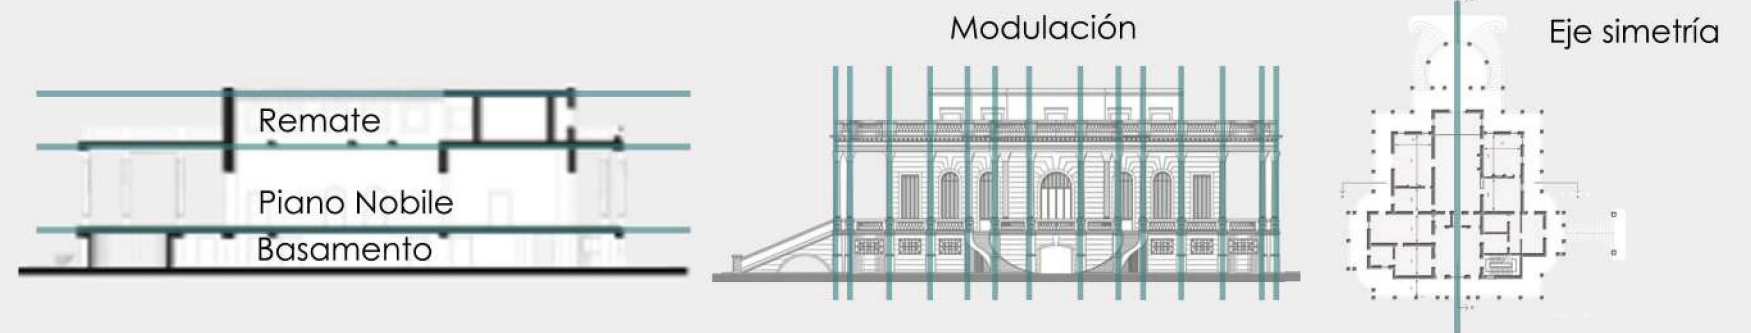 Modulación
Eje simetría
Remate
Piano Nobile
Basamento